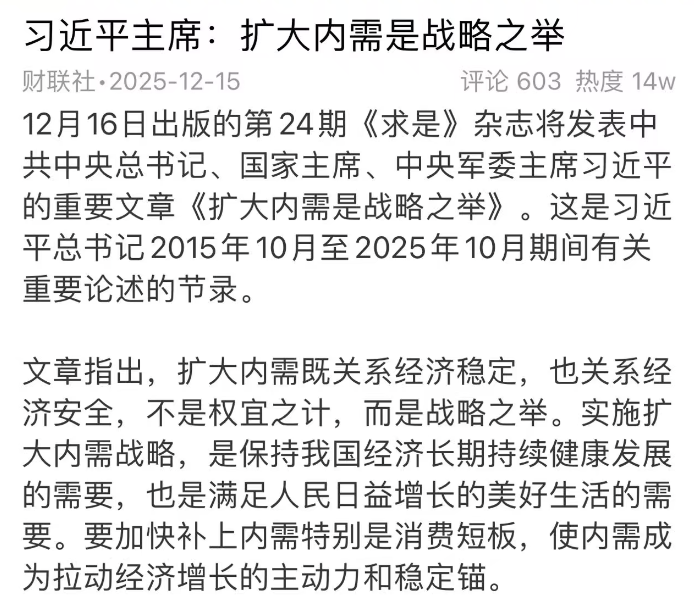 习近平主席：扩大内需是战略之举
财联社•2025-12-15 评论 603 热度 14w
12月16日出版的第24期《求是》杂志将发表中
共中央总书记、国家主席、中央军委主席习近平
的重要文章《扩大内需是战略之举》。这是习近
平总书记2015年10月至2025年10月期间有关
重要论述的节录。
文章指出，扩大内需既关系经济稳定，也关系经
济安全，不是权宜之计，而是战略之举。实施扩
大内需战略，是保持我国经济长期持续健康发展
的需要，也是满足人民日益增长的美好生活的需
要。要加快补上内需特别是消费短板，使内需成
为拉动经济增长的主动力和稳定锚。